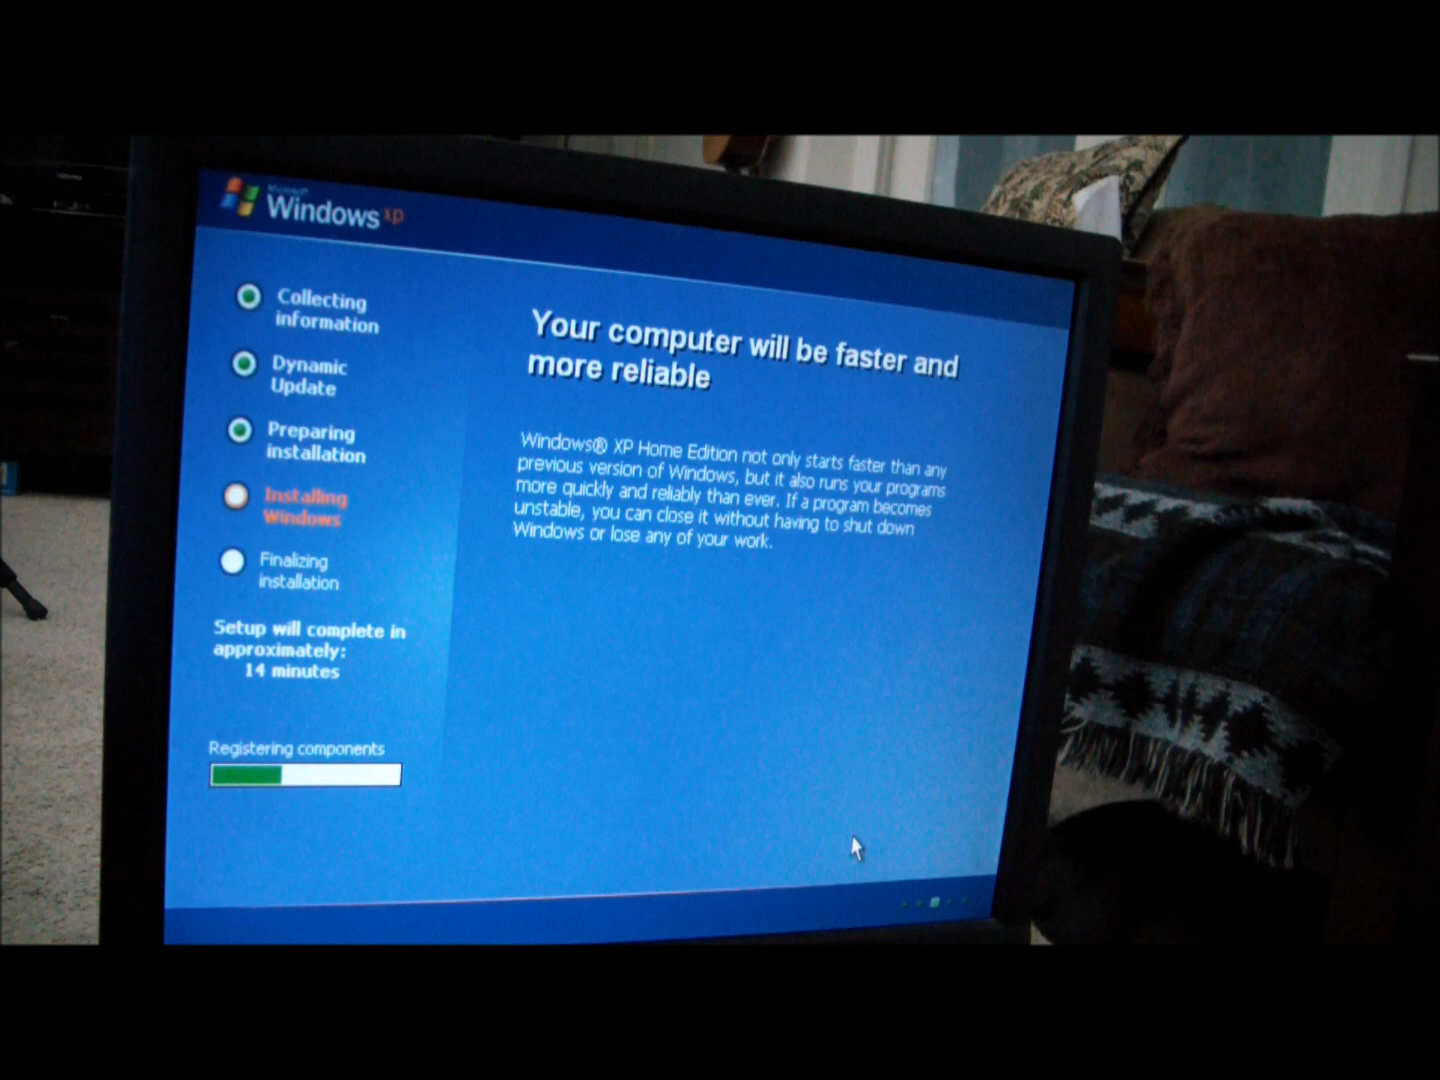 Microsoft
Windows xp
Collecting
information
Dynamic
Update
Preparing
installation
Installing
Windows
Finalizing
installation
Setup will complete in
approximately:
14 minutes
Registering components
Your computer will be faster and
more reliable
Windows® XP Home Edition not only starts faster than any
previous version of Windows, but it also runs your programs
more quickly and reliably than ever. If a program becomes
unstable, you can close it without having to shut down
Windows or lose any of your work.